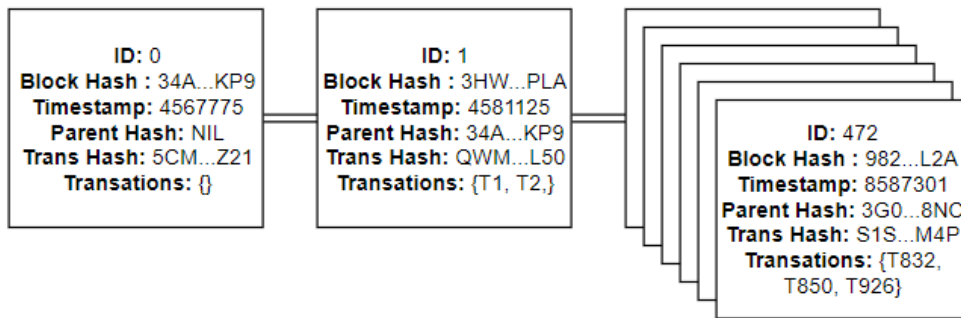 ID: 0
Block Hash : 34A...KP9
Timestamp: 4567775
Parent Hash: NIL
Trans Hash: 5CM...Z21
Transations: {}
ID: 1
Block Hash : 3HW...PLA
Timestamp: 4581125
Parent Hash: 34A...KP9
Trans Hash: QWM...L50
Transations: {T1, T2,}
ID: 472
Block Hash : 982...L2A
Timestamp: 8587301
Parent Hash: 3G0...8NC
Trans Hash: S1S...M4P
Transations: {T832,
T850, T926}